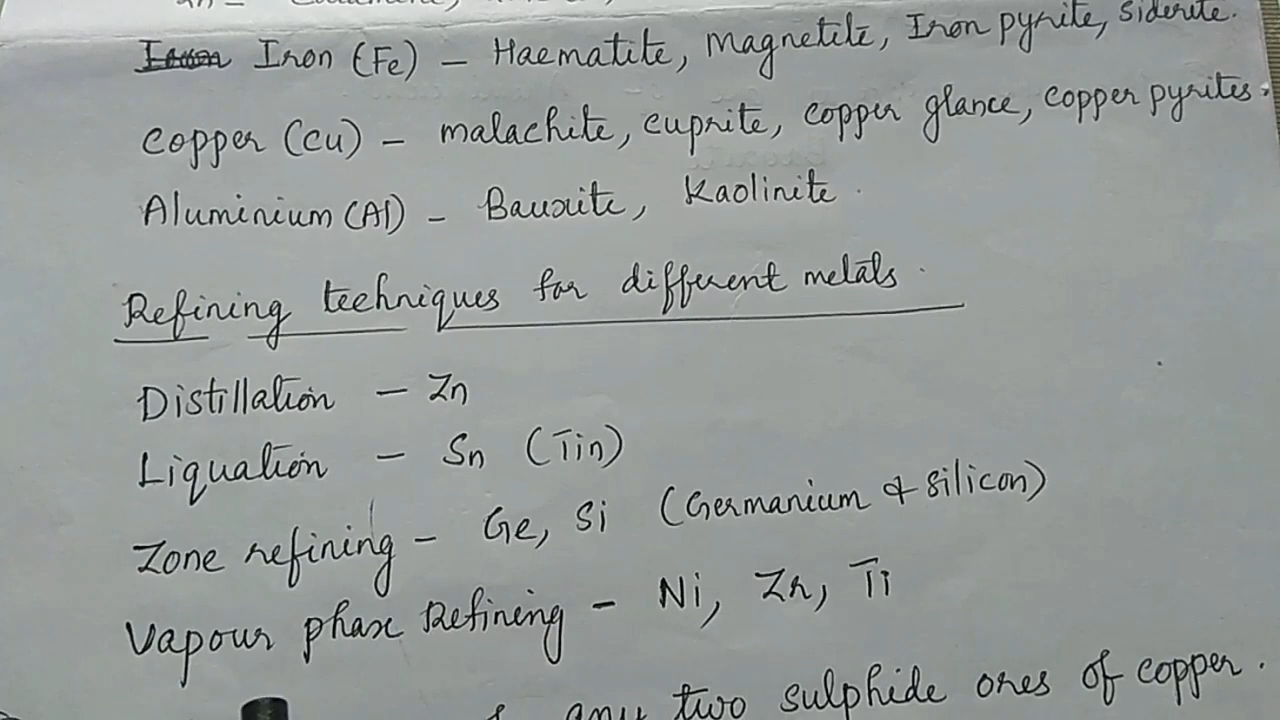 Iron (Fe) - Haematite, Magnetite, Iron pyrite, Siderite.
Copper (Cu) - malachite, cuprite, copper glance, copper pyrites.
Aluminium (Al) - Bauxite, Kaolinite.
Refining techniques for different metals.
Distillation - Zn
Liquation - Sn (Tin)
Zone refining - Ge, Si (Germanium & silicon)
Vapour phase Refining - Ni, Zr, Ti
any two sulphide ores of copper.